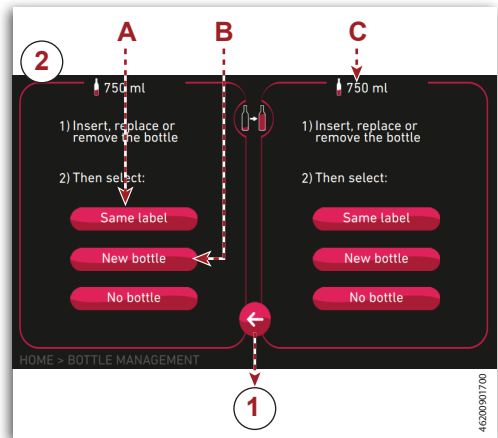 A
B
C
2
750 ml
1) Insert, replace or
remove the bottle
2) Then select:
Same label
New bottle
No bottle
750 ml
1) Insert, replace or
remove the bottle
2) Then select:
Same label
New bottle
No bottle
HOME > BOTTLE MANAGEMENT
1
46200901700